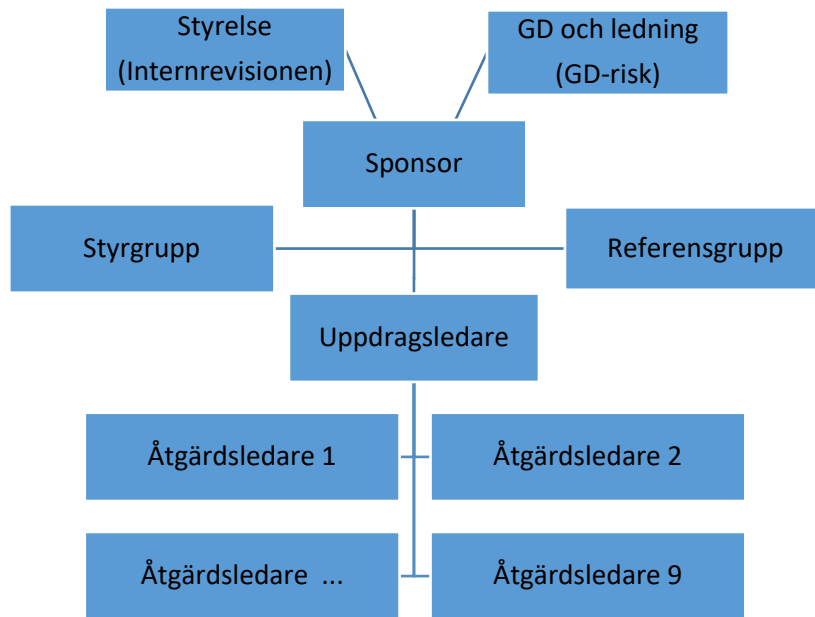 Styrelse
(Internrevisionen)
GD och ledning
(GD-risk)
Sponsor
Styrgrupp
Referensgrupp
Uppdragsledare
Åtgärdsledare 1
Åtgärdsledare 2
Åtgärdsledare ...
Åtgärdsledare 9